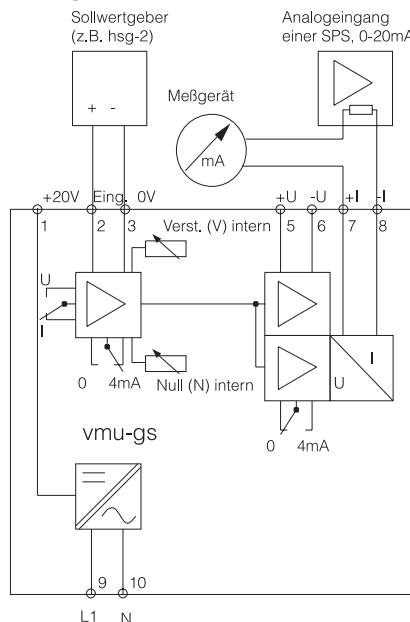 Sollwertgeber
(z.B. hsg-2)
Analogeingang
einer SPS, 0-20mA
+ -
Meßgerät
mA
+20V Eing. 0V
+U -U +I -I
1 2 3 Verst. (V) intern 5 6 7 8
U
I
0 4mA
Null (N) intern
U I
0 4mA
vmu-gs
9 10
L1 N